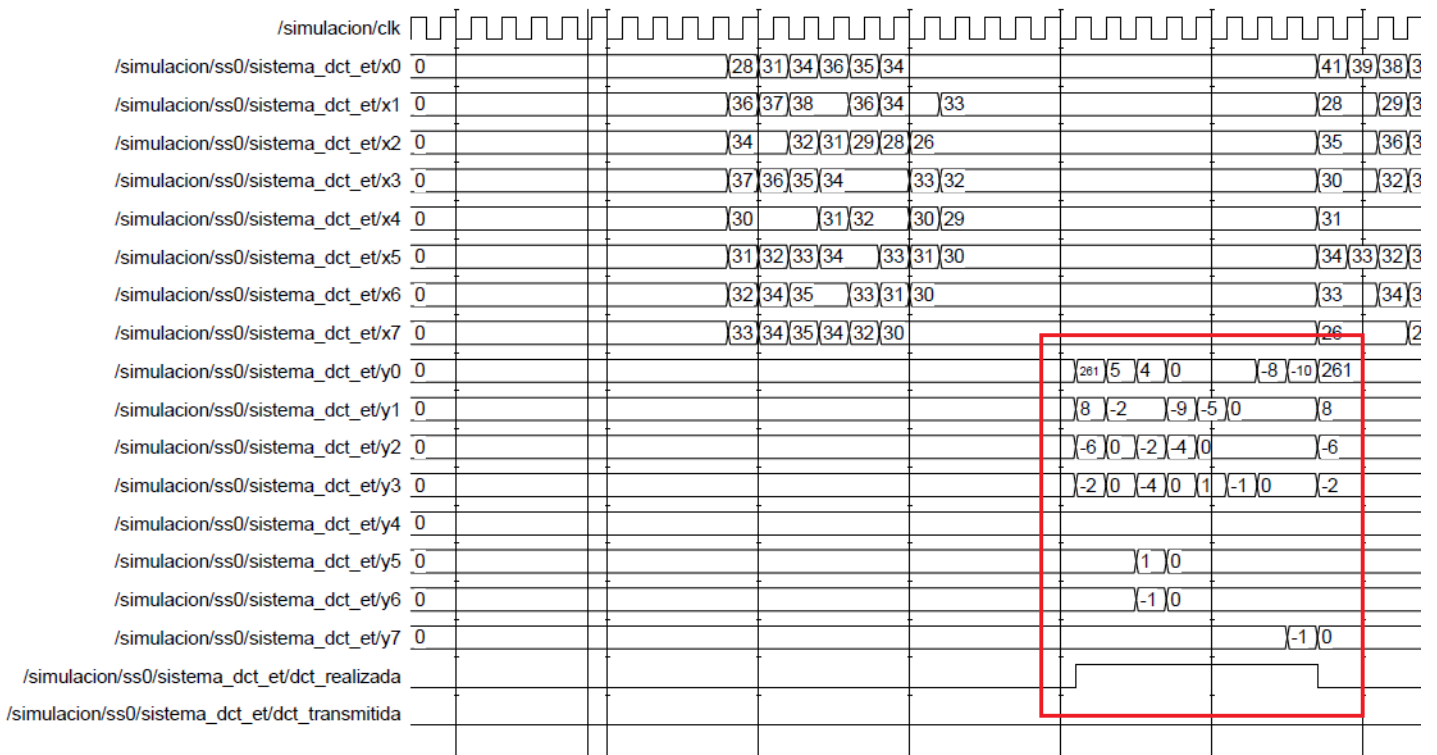 /simulacion/clk
/simulacion/ss0/sistema_dct_et/x0 0 28 31 34 36 35 34 41 39 38 3
/simulacion/ss0/sistema_dct_et/x1 0 36 37 38 36 34 33 28 29 3
/simulacion/ss0/sistema_dct_et/x2 0 34 32 31 29 28 26 35 36 3
/simulacion/ss0/sistema_dct_et/x3 0 37 36 35 34 33 32 30 32 3
/simulacion/ss0/sistema_dct_et/x4 0 30 31 32 30 29 31
/simulacion/ss0/sistema_dct_et/x5 0 31 32 33 34 33 31 30 34 33 32 3
/simulacion/ss0/sistema_dct_et/x6 0 32 34 35 33 31 30 33 34 3
/simulacion/ss0/sistema_dct_et/x7 0 33 34 35 34 32 30 26 2
/simulacion/ss0/sistema_dct_et/y0 0 261 5 4 0 -8 -10 261
/simulacion/ss0/sistema_dct_et/y1 0 8 -2 -9 -5 0 8
/simulacion/ss0/sistema_dct_et/y2 0 -6 0 -2 -4 0 -6
/simulacion/ss0/sistema_dct_et/y3 0 -2 0 -4 0 1 -1 0 -2
/simulacion/ss0/sistema_dct_et/y4 0
/simulacion/ss0/sistema_dct_et/y5 0 1 0
/simulacion/ss0/sistema_dct_et/y6 0 -1 0
/simulacion/ss0/sistema_dct_et/y7 0 -1 0
/simulacion/ss0/sistema_dct_et/dct_realizada
/simulacion/ss0/sistema_dct_et/dct_transmitida